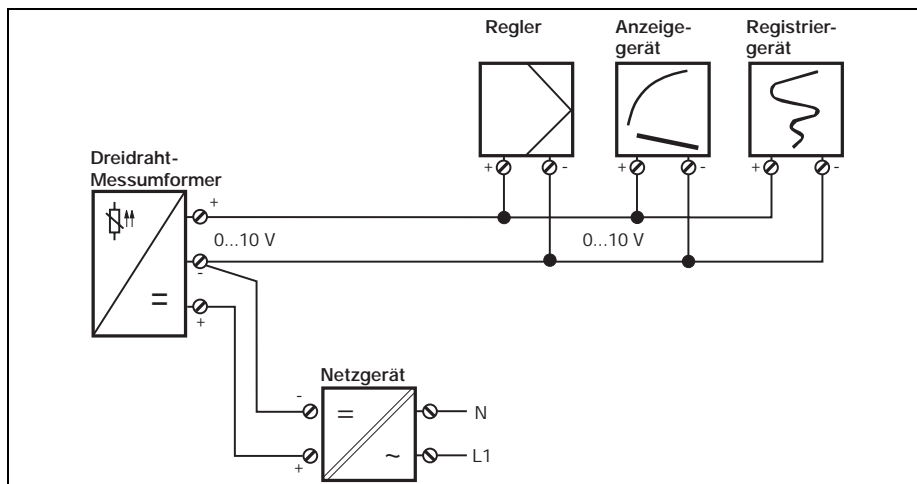 Regler
Anzeige-
gerät
Registrier-
gerät
+ - + - + -
Dreidraht-
Messumformer
+
0...10 V
0...10 V
-
=
+
Netzgerät
-
=
N
+
~
L1